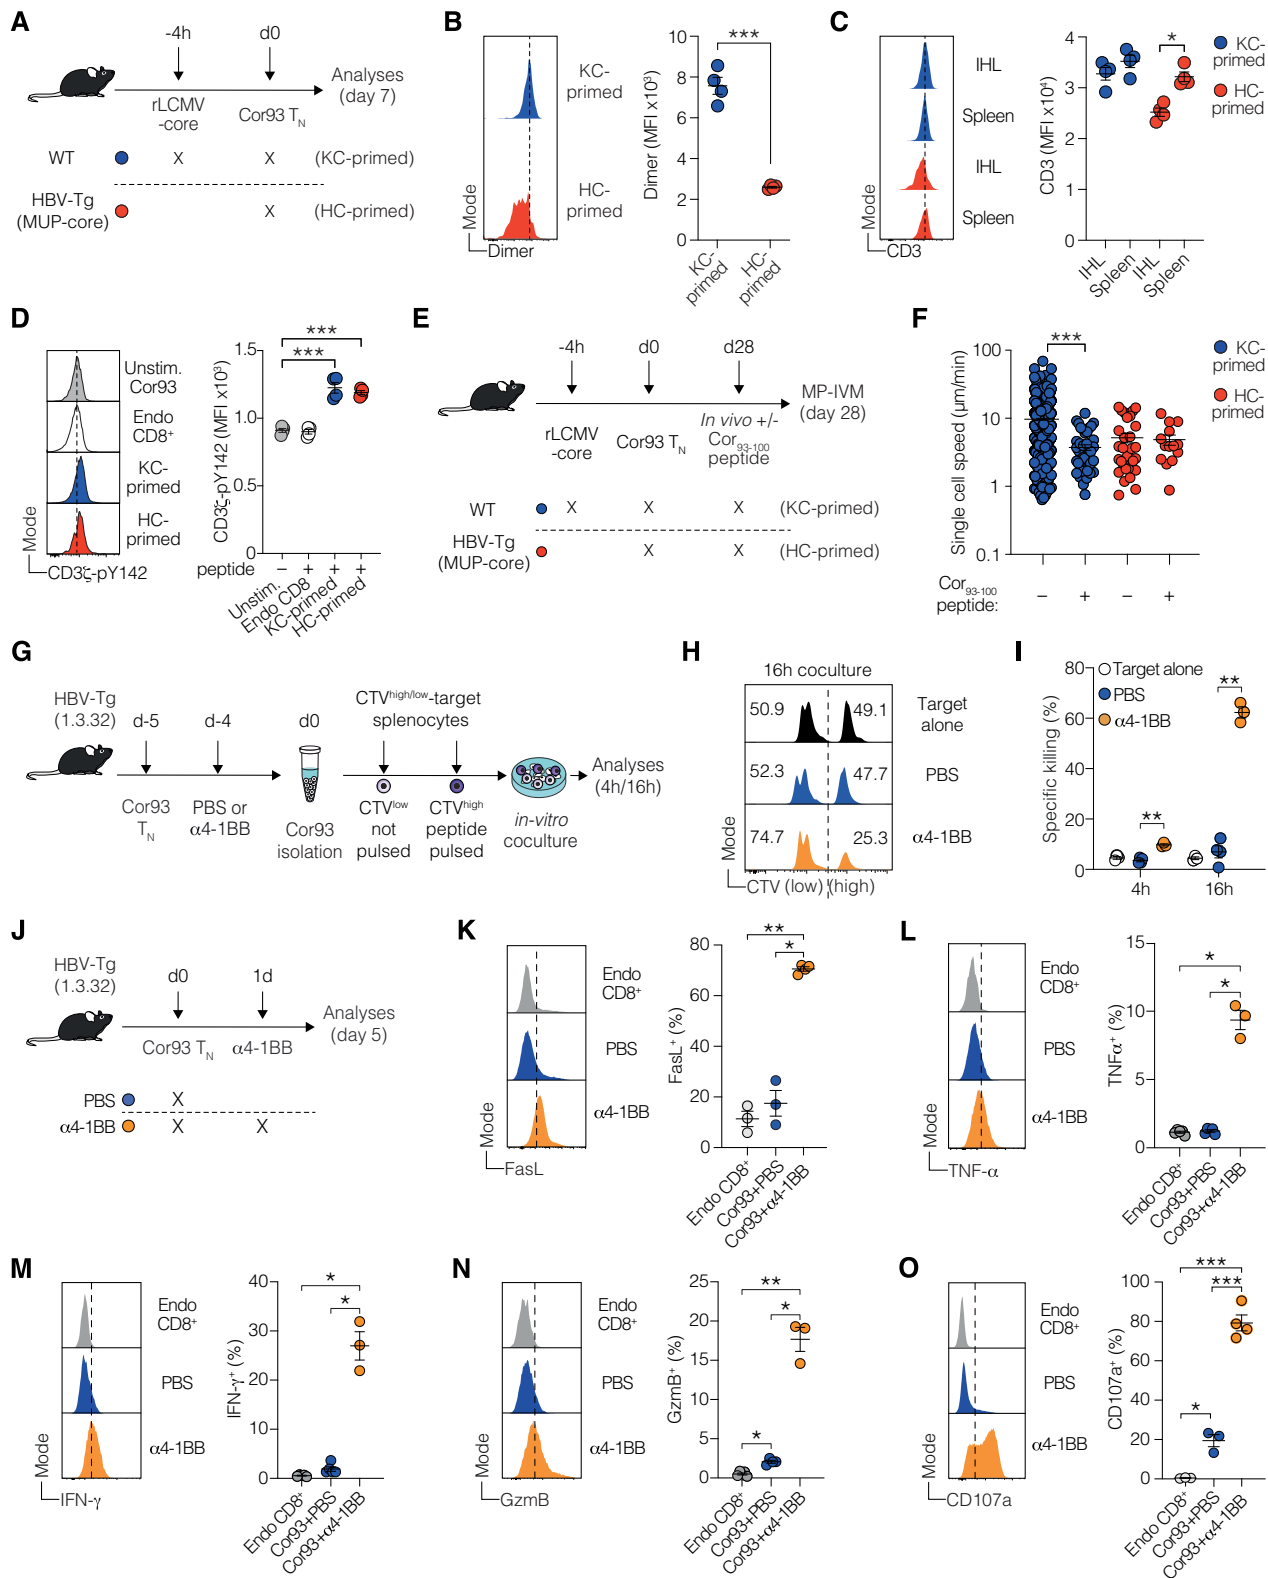 A
-4h
d0
rLCMV
-core
Cor93 T_N
Analyses
(day 7)
WT
X
X
(KC-primed)
HBV-Tg
(MUP-core)
X
(HC-primed)
B
KC-
primed
HC-
primed
Mode
Dimer
Dimer (MFI x10³)
10
8
6
4
2
0
***
KC-
primed
HC-
primed
C
IHL
Spleen
IHL
Spleen
Mode
CD3
CD3 (MFI x10⁴)
4
3
2
1
0
*
IHL
Spleen
IHL
Spleen
KC-
primed
HC-
primed
D
Unstim.
Cor93
Endo
CD8⁺
KC-
primed
HC-
primed
Mode
CD3ζ-pY142
CD3ζ-pY142 (MFI x10³)
1.5
1.0
0.5
0
***
***
peptide
–
+
+
+
Unstim.
Endo CD8
KC-primed
HC-primed
E
-4h
d0
d28
rLCMV
-core
Cor93 T_N
In vivo +/-
Cor93-100
peptide
MP-IVM
(day 28)
WT
X
X
X
(KC-primed)
HBV-Tg
(MUP-core)
X
X
(HC-primed)
F
Single cell speed (µm/min)
100
10
1
0.1
***
KC-
primed
HC-
primed
Cor93-100
peptide:
–
+
–
+
G
HBV-Tg
(1.3.32)
d-5
d-4
d0
CTVhigh/low-target
splenocytes
Cor93
T_N
PBS or
α4-1BB
Cor93
isolation
CTVlow
not
pulsed
CTVhigh
peptide
pulsed
in-vitro
coculture
Analyses
(4h/16h)
H
16h coculture
50.9
49.1
Target
alone
52.3
47.7
PBS
74.7
25.3
α4-1BB
Mode
CTV (low) (high)
I
Specific killing (%)
80
60
40
20
0
Target alone
PBS
α4-1BB
**
**
4h
16h
J
HBV-Tg
(1.3.32)
d0
1d
Cor93 T_N
α4-1BB
Analyses
(day 5)
PBS
X
α4-1BB
X
X
K
Endo
CD8⁺
PBS
α4-1BB
Mode
FasL
FasL⁺ (%)
80
60
40
20
0
**
*
Endo CD8⁺
Cor93+PBS
Cor93+α4-1BB
L
Endo
CD8⁺
PBS
α4-1BB
Mode
TNF-α
TNFα⁺ (%)
15
10
5
0
*
*
Endo CD8⁺
Cor93+PBS
Cor93+α4-1BB
M
Endo
CD8⁺
PBS
α4-1BB
Mode
IFN-γ
IFN-γ⁺ (%)
40
30
20
10
0
*
*
Endo CD8⁺
Cor93+PBS
Cor93+α4-1BB
N
Endo
CD8⁺
PBS
α4-1BB
Mode
GzmB
GzmB⁺ (%)
25
20
15
10
5
0
**
*
*
Endo CD8⁺
Cor93+PBS
Cor93+α4-1BB
O
Endo
CD8⁺
PBS
α4-1BB
Mode
CD107a
CD107a⁺ (%)
100
80
60
40
20
0
***
***
*
Endo CD8⁺
Cor93+PBS
Cor93+α4-1BB